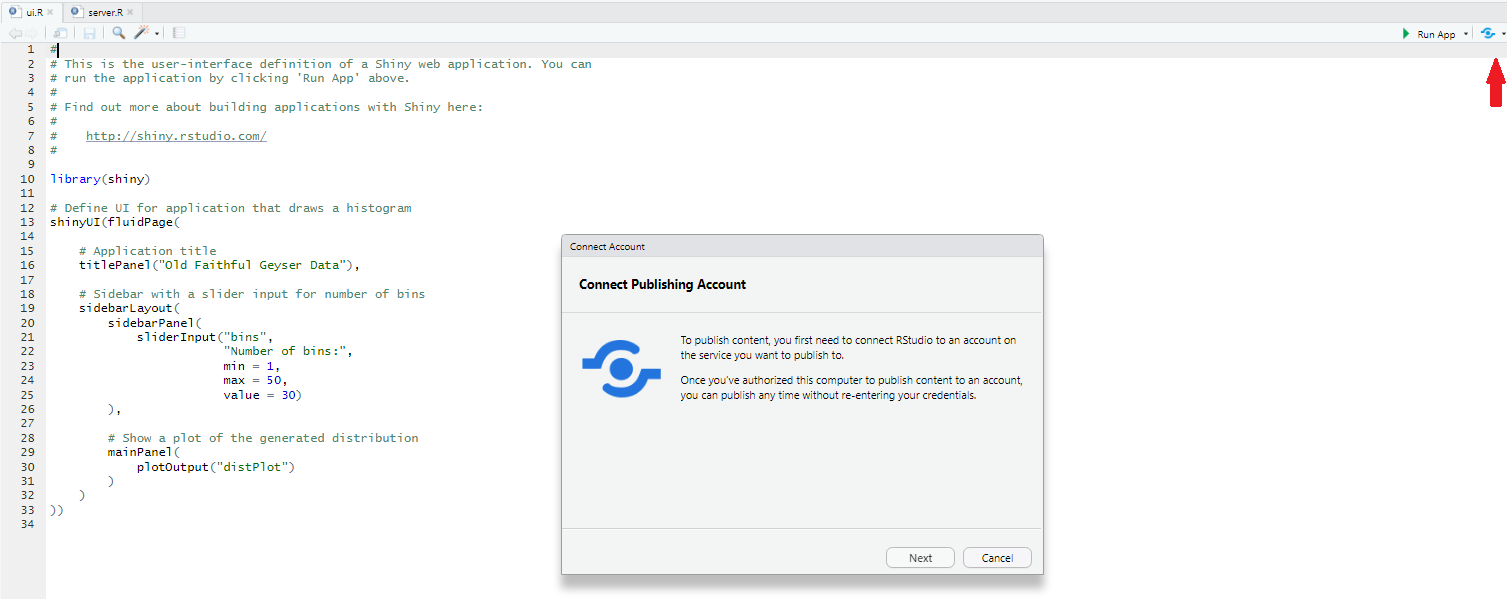 ui.R
server.R
Run App
1 #
2 # This is the user-interface definition of a Shiny web application. You can
3 # run the application by clicking 'Run App' above.
4 #
5 # Find out more about building applications with Shiny here:
6 #
7 #    http://shiny.rstudio.com/
8 #
9
10 library(shiny)
11
12 # Define UI for application that draws a histogram
13 shinyUI(fluidPage(
14
15     # Application title
16     titlePanel("Old Faithful Geyser Data"),
17
18     # Sidebar with a slider input for number of bins
19     sidebarLayout(
20         sidebarPanel(
21             sliderInput("bins",
22                         "Number of bins:",
23                         min = 1,
24                         max = 50,
25                         value = 30)
26         ),
27
28         # Show a plot of the generated distribution
29         mainPanel(
30             plotOutput("distPlot")
31         )
32     )
33 ))
34
Connect Account
Connect Publishing Account
To publish content, you first need to connect RStudio to an account on
the service you want to publish to.
Once you've authorized this computer to publish content to an account,
you can publish any time without re-entering your credentials.
Next
Cancel